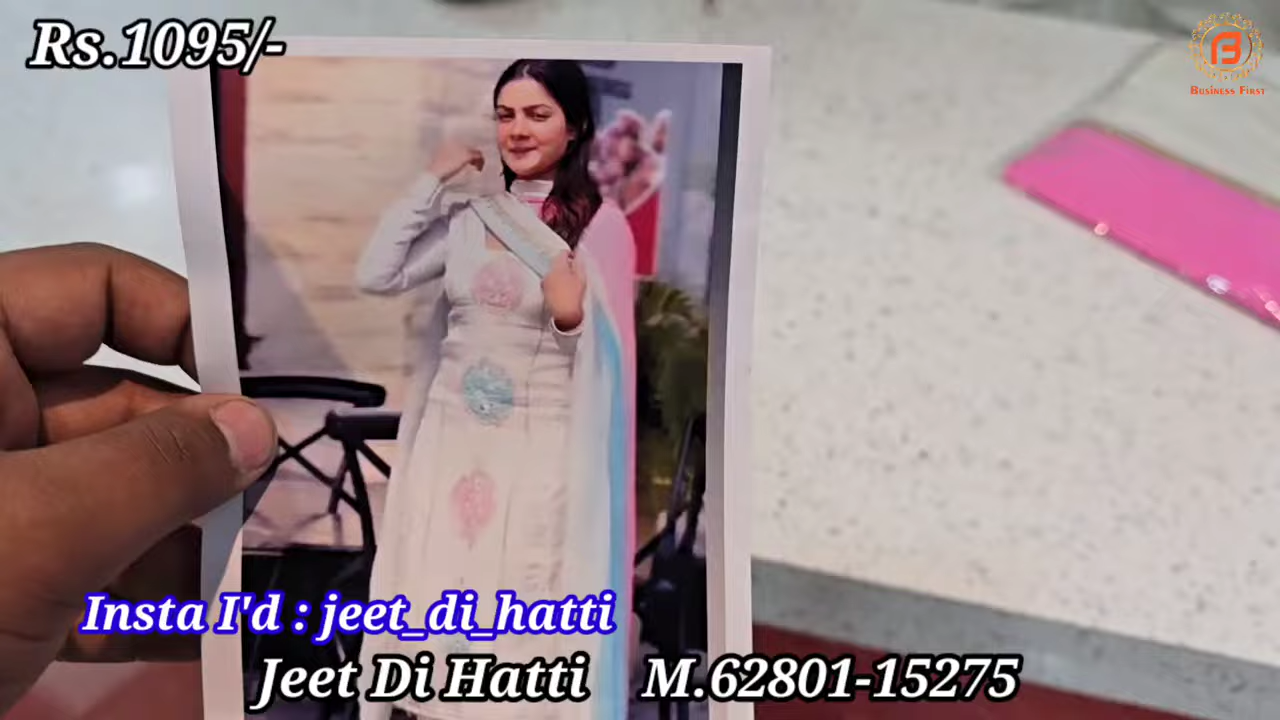 Rs.1095/-
BUSINESS FIRST
Insta I'd : jeet_di_hatti
Jeet Di Hatti M.62801-15275